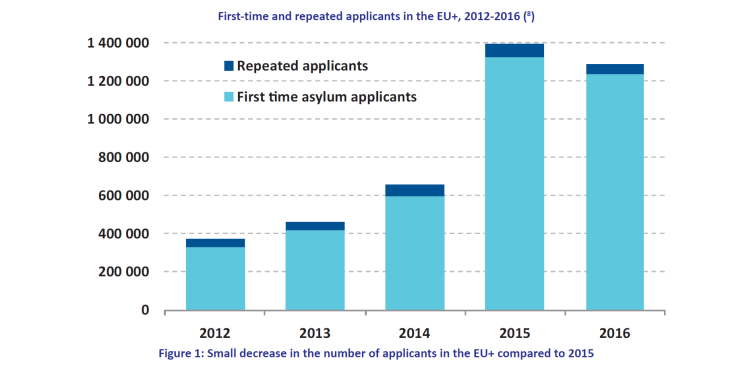 First-time and repeated applicants in the EU+, 2012-2016 (⁸)
1 400 000
1 200 000
1 000 000
800 000
600 000
400 000
200 000
0
Repeated applicants
First time asylum applicants
2012 2013 2014 2015 2016
Figure 1: Small decrease in the number of applicants in the EU+ compared to 2015